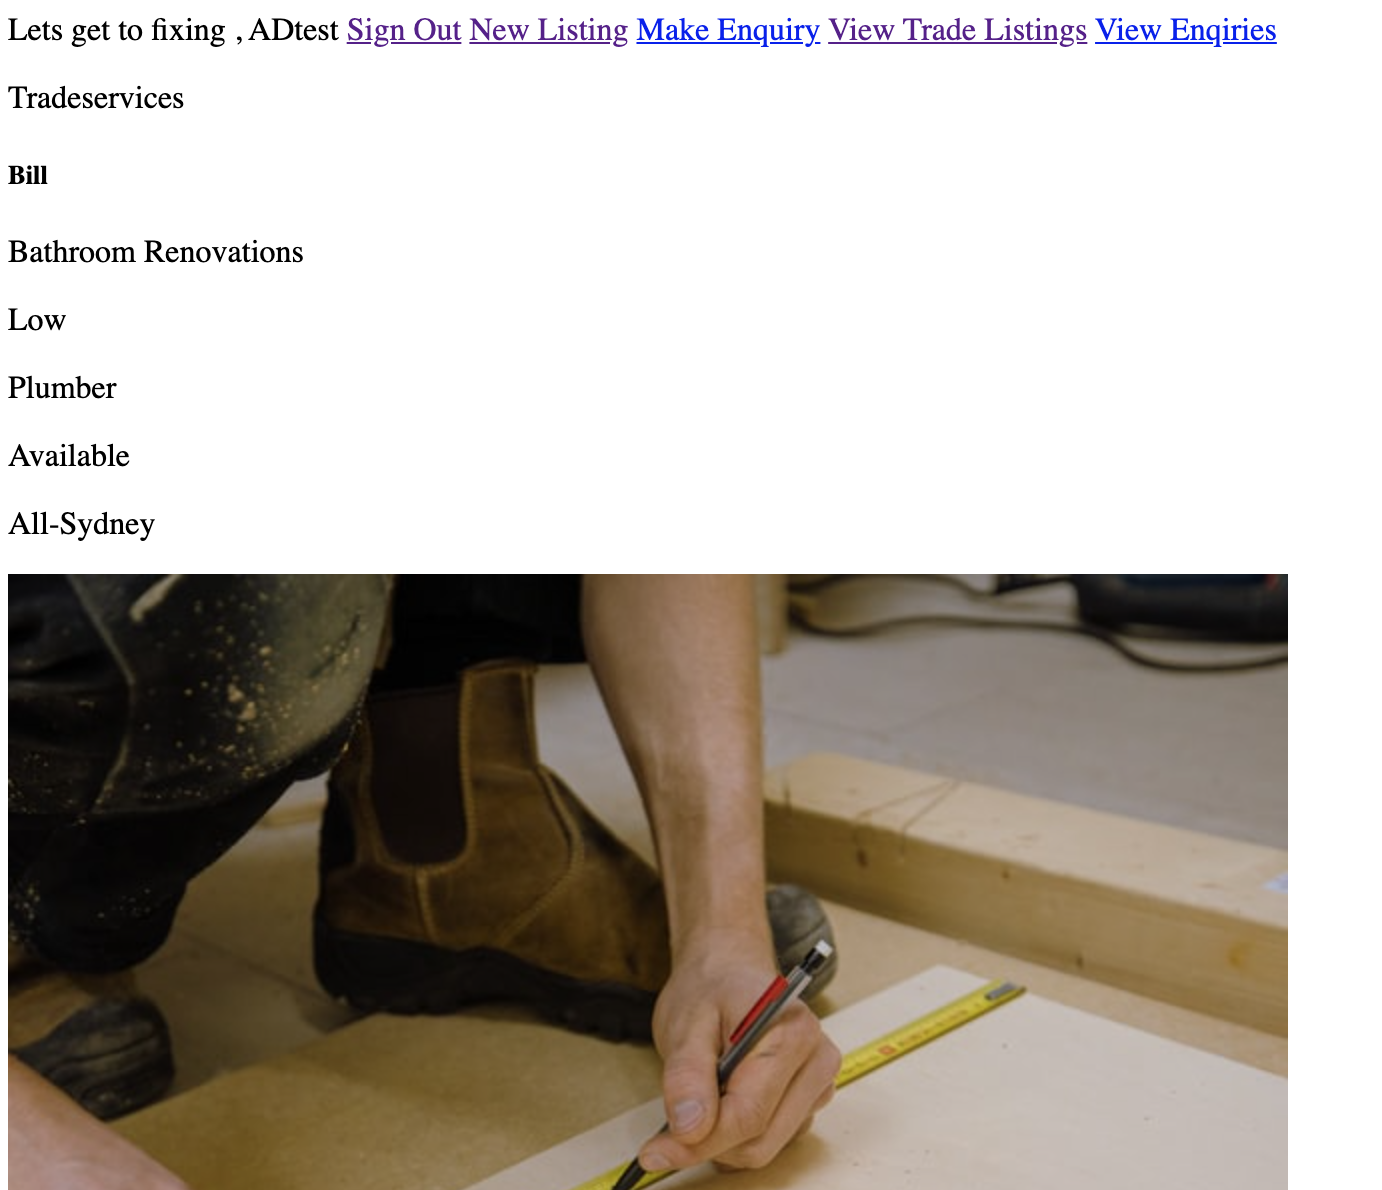 Lets get to fixing , ADtest Sign Out New Listing Make Enquiry View Trade Listings View Enqiries
Tradeservices
Bill
Bathroom Renovations
Low
Plumber
Available
All-Sydney